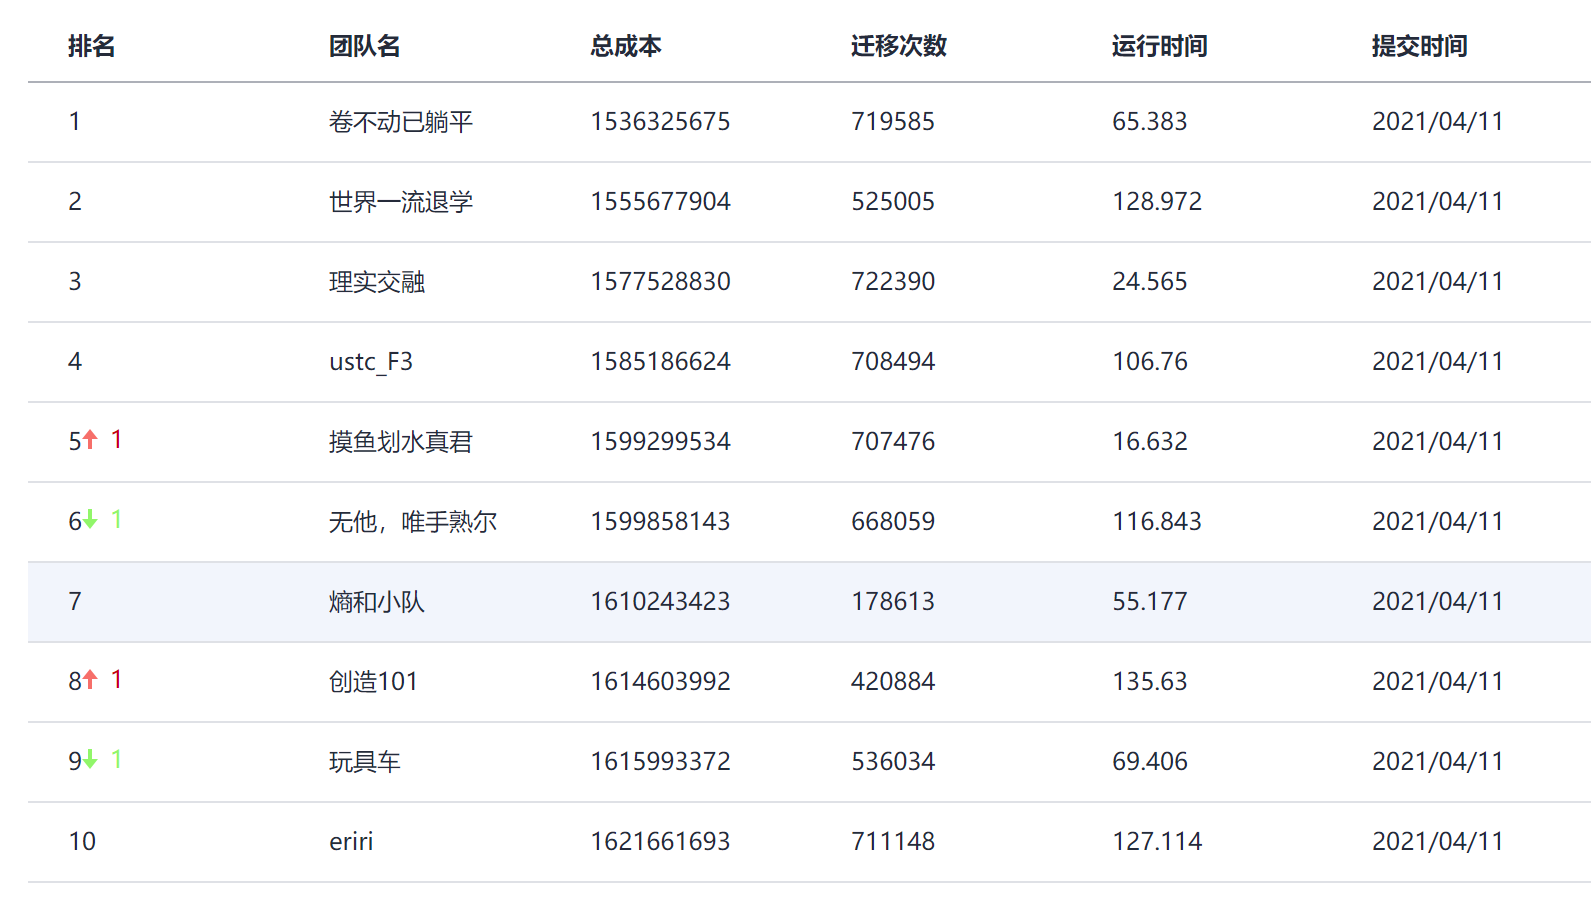 排名 团队名 总成本 迁移次数 运行时间 提交时间
1 卷不动已躺平 1536325675 719585 65.383 2021/04/11
2 世界一流退学 1555677904 525005 128.972 2021/04/11
3 理实交融 1577528830 722390 24.565 2021/04/11
4 ustc_F3 1585186624 708494 106.76 2021/04/11
5 1 摸鱼划水真君 1599299534 707476 16.632 2021/04/11
6 1 无他，唯手熟尔 1599858143 668059 116.843 2021/04/11
7 熵和小队 1610243423 178613 55.177 2021/04/11
8 1 创造101 1614603992 420884 135.63 2021/04/11
9 1 玩具车 1615993372 536034 69.406 2021/04/11
10 eriri 1621661693 711148 127.114 2021/04/11